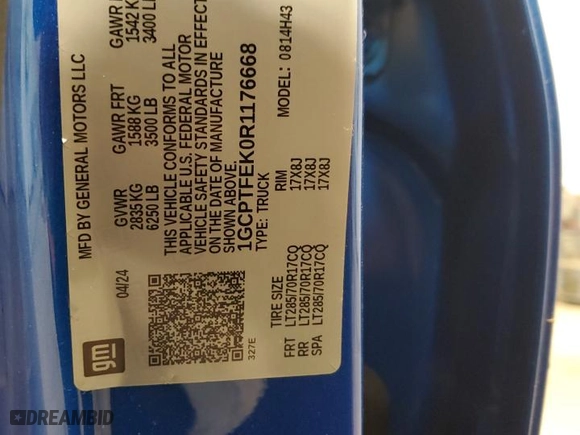 MFD BY GENERAL MOTORS LLC
04/24
GVWR GAWR FRT GAWR
2835 KG 1588 KG 1542
6250 LB 3500 LB 3400
THIS VEHICLE CONFORMS TO ALL
APPLICABLE U.S. FEDERAL MOTOR
VEHICLE SAFETY STANDARDS IN EFFECT
ON THE DATE OF MANUFACTURE
SHOWN ABOVE.
1GCPTFEK0R1176668
TYPE: TRUCK MODEL: 0814H43
TIRE SIZE RIM
FRT LT285/70R17CQ 17X8J
RR LT285/70R17CQ 17X8J
SPA LT285/70R17CQ 17X8J
gm
327E
DREAMBID